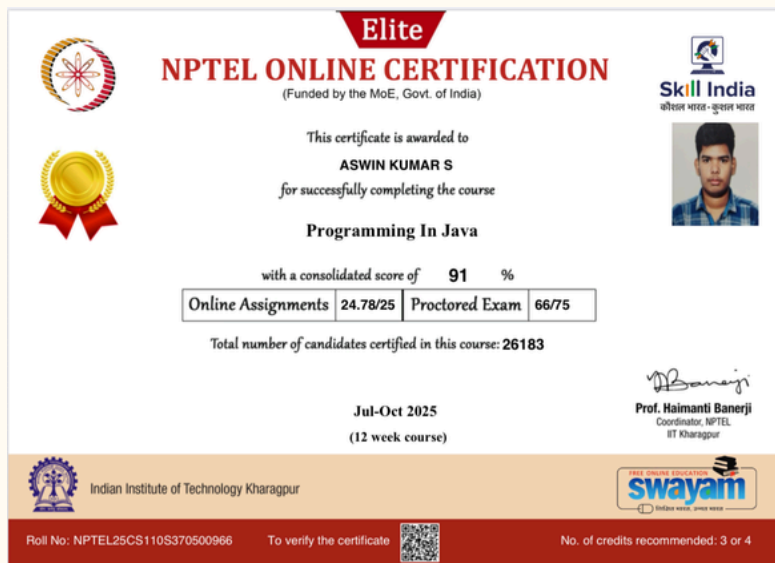 Elite
NPTEL ONLINE CERTIFICATION
(Funded by the MoE, Govt. of India)
Skill India
कौशल भारत - कुशल भारत
This certificate is awarded to
ASWIN KUMAR S
for successfully completing the course
Programming In Java
with a consolidated score of 91 %
Online Assignments 24.78/25 Proctored Exam 66/75
Total number of candidates certified in this course: 26183
Jul-Oct 2025
(12 week course)
Prof. Haimanti Banerji
Coordinator, NPTEL
IIT Kharagpur
Indian Institute of Technology Kharagpur
FREE ONLINE EDUCATION
swayam
शिक्षित भारत, उन्नत भारत
Roll No: NPTEL25CS110S370500966 To verify the certificate No. of credits recommended: 3 or 4